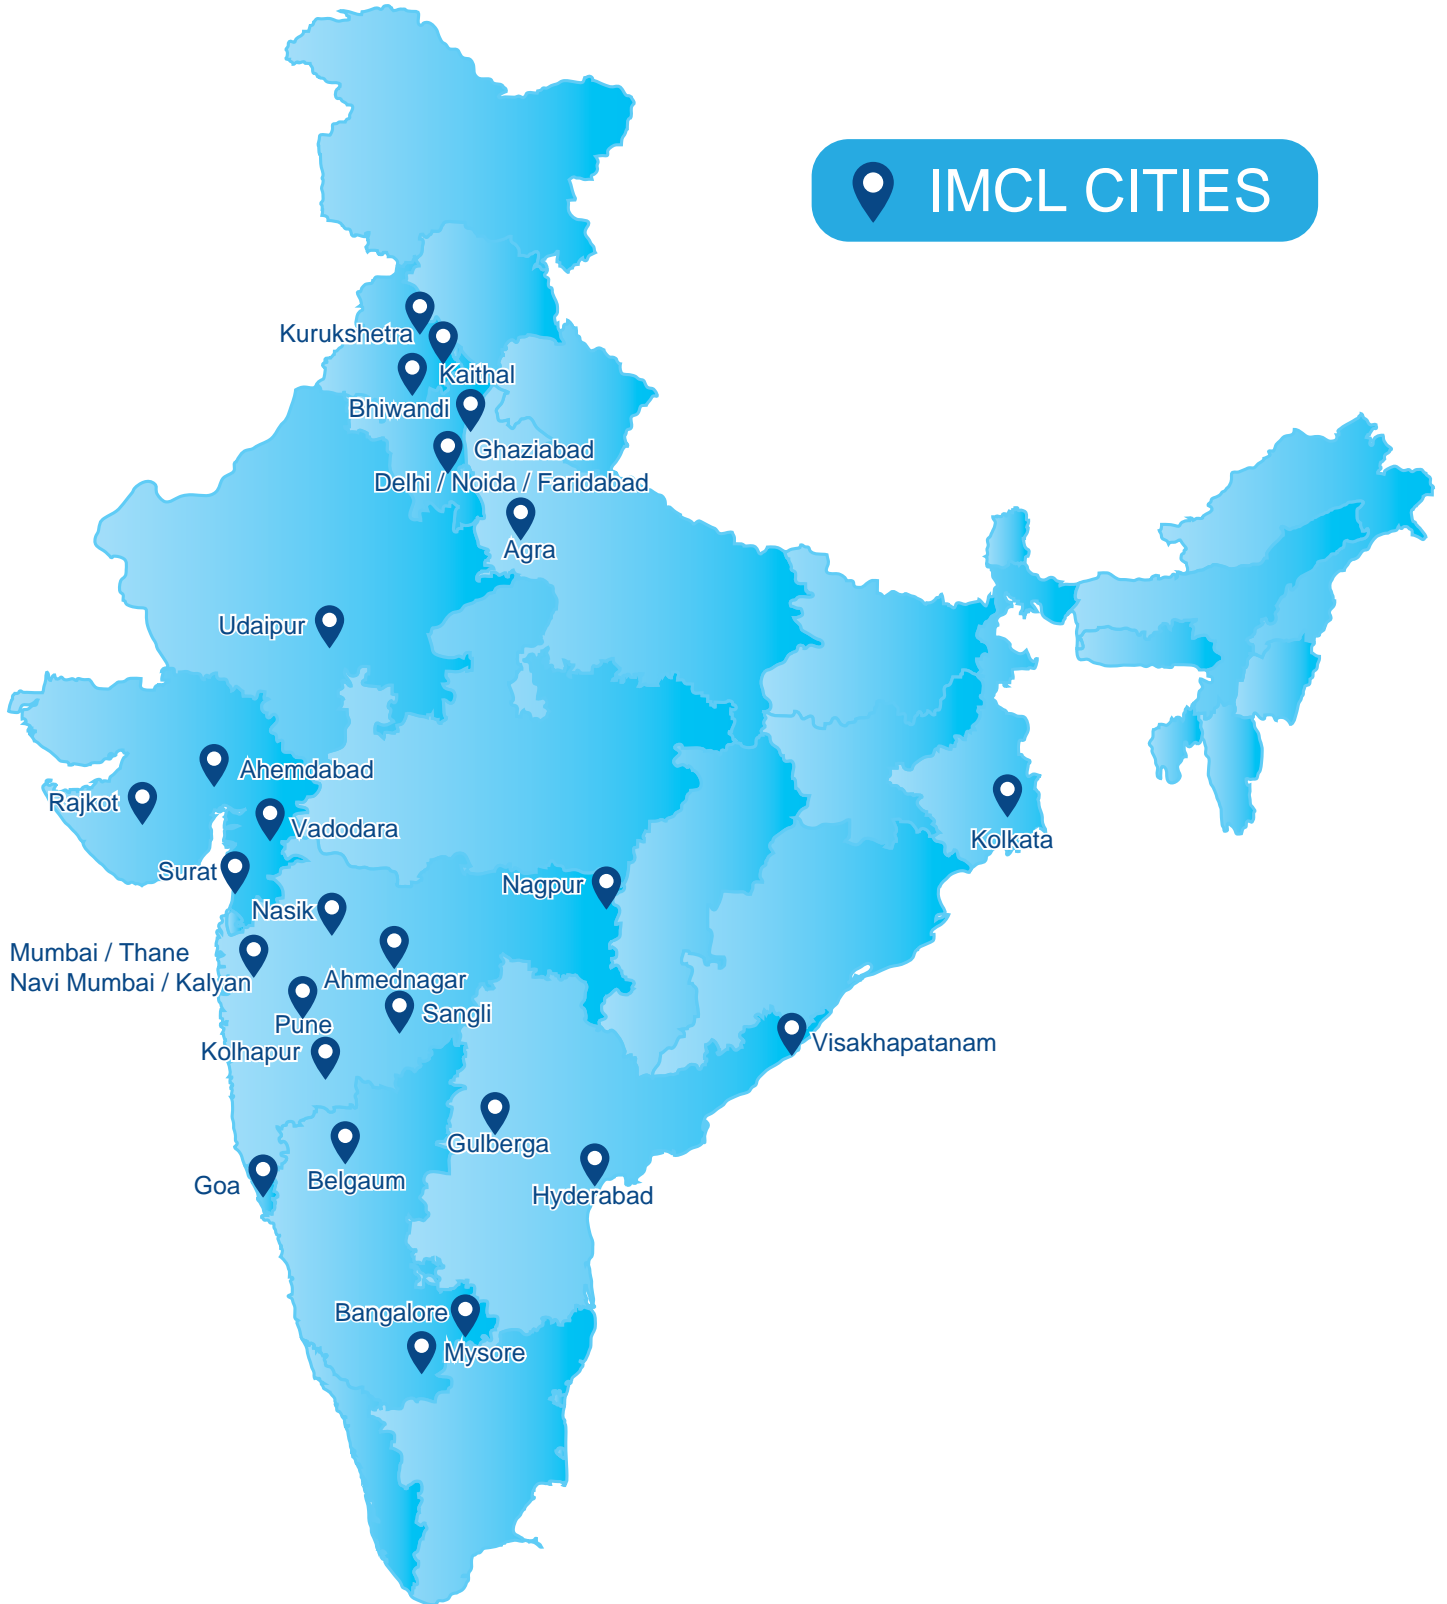 IMCL CITIES
Kurukshetra
Kaithal
Bhiwandi
Ghaziabad
Delhi / Noida / Faridabad
Agra
Udaipur
Ahemdabad
Rajkot
Vadodara
Kolkata
Surat
Nagpur
Nasik
Mumbai / Thane
Navi Mumbai / Kalyan
Ahmednagar
Sangli
Pune
Visakhapatanam
Kolhapur
Gulberga
Belgaum
Goa
Hyderabad
Bangalore
Mysore